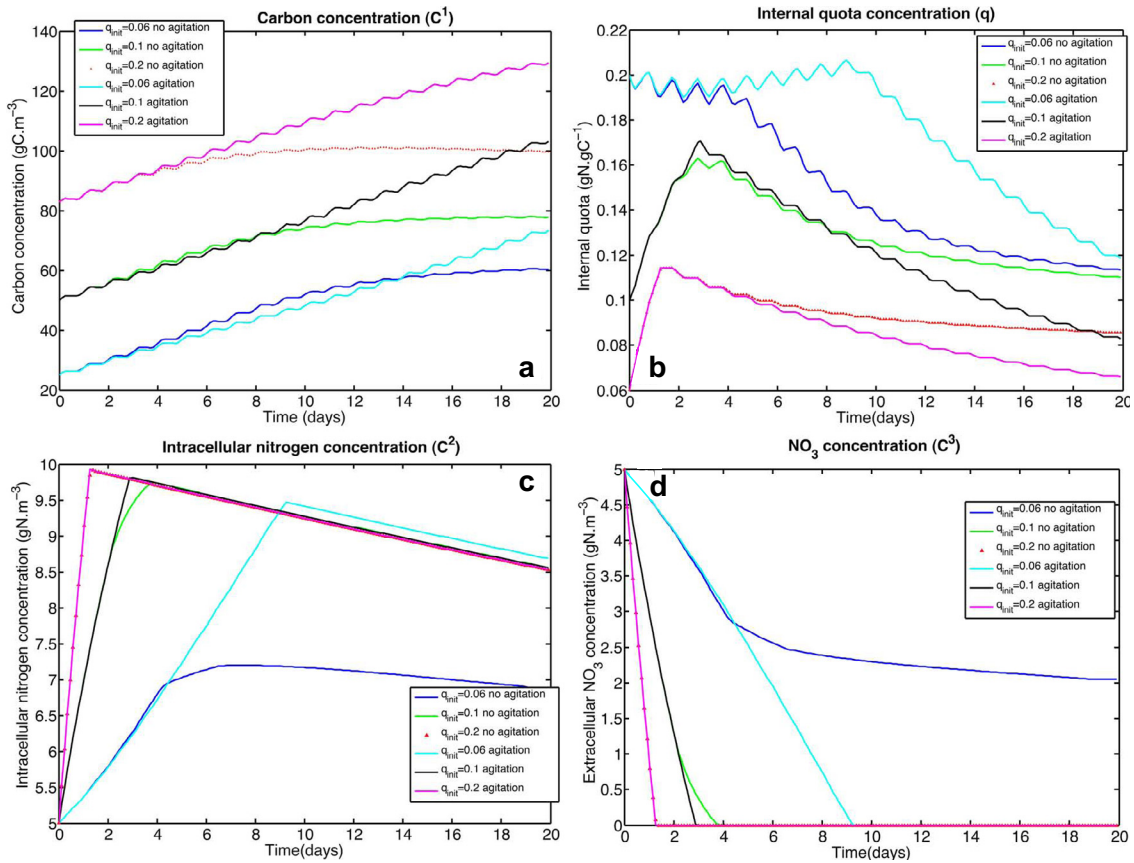 Carbon concentration (C¹)
Carbon concentration (gC.m⁻³)
140
120
100
80
60
40
20
q_init=0.06 no agitation
q_init=0.1 no agitation
q_init=0.2 no agitation
q_init=0.06 agitation
q_init=0.1 agitation
q_init=0.2 agitation
a
0 2 4 6 8 10 12 14 16 18 20
Time (days)
Internal quota concentration (q)
Internal quota (gN.gC⁻¹)
0.22
0.2
0.18
0.16
0.14
0.12
0.1
0.08
0.06
q_init=0.06 no agitation
q_init=0.1 no agitation
q_init=0.2 no agitation
q_init=0.06 agitation
q_init=0.1 agitation
q_init=0.2 agitation
b
0 2 4 6 8 10 12 14 16 18 20
Time(days)
Intracellular nitrogen concentration (C²)
Intracellular nitrogen concentration (gN.m⁻³)
10
9.5
9
8.5
8
7.5
7
6.5
6
5.5
5
c
q_init=0.06 no agitation
q_init=0.1 no agitation
q_init=0.2 no agitation
q_init=0.06 agitation
q_init=0.1 agitation
q_init=0.2 agitation
0 2 4 6 8 10 12 14 16 18 20
Time(days)
NO₃ concentration (C³)
Extracellular NO₃ concentration (gN.m⁻³)
5
4.5
4
3.5
3
2.5
2
1.5
1
0.5
0
d
q_init=0.06 no agitation
q_init=0.1 no agitation
q_init=0.2 no agitation
q_init=0.06 agitation
q_init=0.1 agitation
q_init=0.2 agitation
0 2 4 6 8 10 12 14 16 18 20
Time(days)